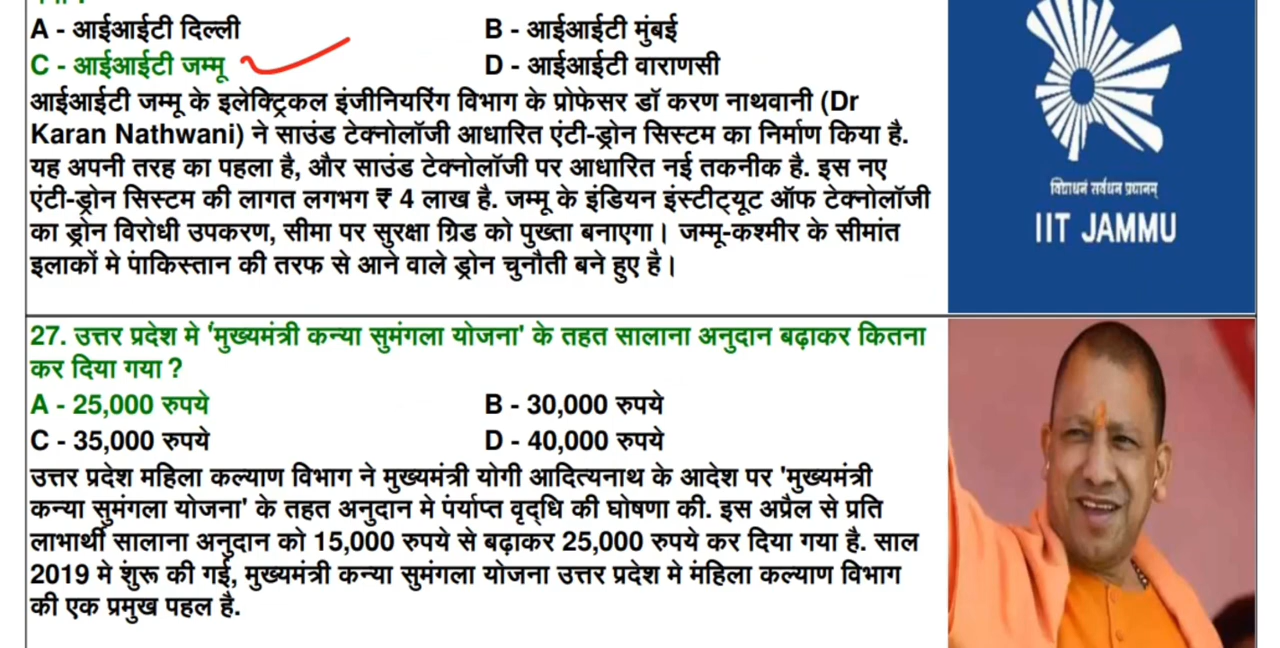 A - आईआईटी दिल्ली
B - आईआईटी मुंबई
C - आईआईटी जम्मू
D - आईआईटी वाराणसी
आईआईटी जम्मू के इलेक्ट्रिकल इंजीनियरिंग विभाग के प्रोफेसर डॉ करण नाथवानी (Dr
Karan Nathwani) ने साउंड टेक्नोलॉजी आधारित एंटी-ड्रोन सिस्टम का निर्माण किया है.
यह अपनी तरह का पहला है, और साउंड टेक्नोलॉजी पर आधारित नई तकनीक है. इस नए
एंटी-ड्रोन सिस्टम की लागत लगभग ₹ 4 लाख है. जम्मू के इंडियन इंस्टीट्यूट ऑफ टेक्नोलॉजी
का ड्रोन विरोधी उपकरण, सीमा पर सुरक्षा ग्रिड को पुख्ता बनाएगा। जम्मू-कश्मीर के सीमांत
इलाकों मे पंाकिस्तान की तरफ से आने वाले ड्रोन चुनौती बने हुए है।
विद्याधनं सर्वधन प्रधानम्
IIT JAMMU
27. उत्तर प्रदेश मे 'मुख्यमंत्री कन्या सुमंगला योजना' के तहत सालाना अनुदान बढ़ाकर कितना
कर दिया गया ?
A - 25,000 रुपये
B - 30,000 रुपये
C - 35,000 रुपये
D - 40,000 रुपये
उत्तर प्रदेश महिला कल्याण विभाग ने मुख्यमंत्री योगी आदित्यनाथ के आदेश पर 'मुख्यमंत्री
कन्या सुमंगला योजना' के तहत अनुदान मे पंर्याप्त वृद्धि की घोषणा की. इस अप्रैल से प्रति
लाभार्थी सालाना अनुदान को 15,000 रुपये से बढ़ाकर 25,000 रुपये कर दिया गया है. साल
2019 मे शुंरू की गई, मुख्यमंत्री कन्या सुमंगला योजना उत्तर प्रदेश मे मंहिला कल्याण विभाग
की एक प्रमुख पहल है.